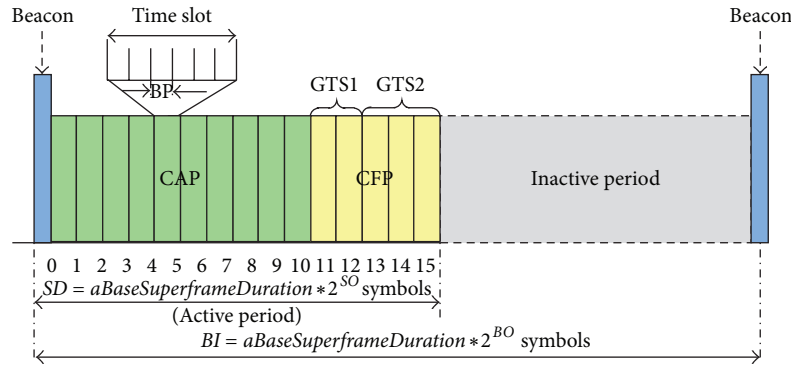 Beacon
Time slot
Beacon
BP
GTS1
GTS2
CAP
CFP
Inactive period
0 1 2 3 4 5 6 7 8 9 10 11 12 13 14 15
SD = aBaseSuperframeDuration * 2^SO symbols
(Active period)
BI = aBaseSuperframeDuration * 2^BO symbols